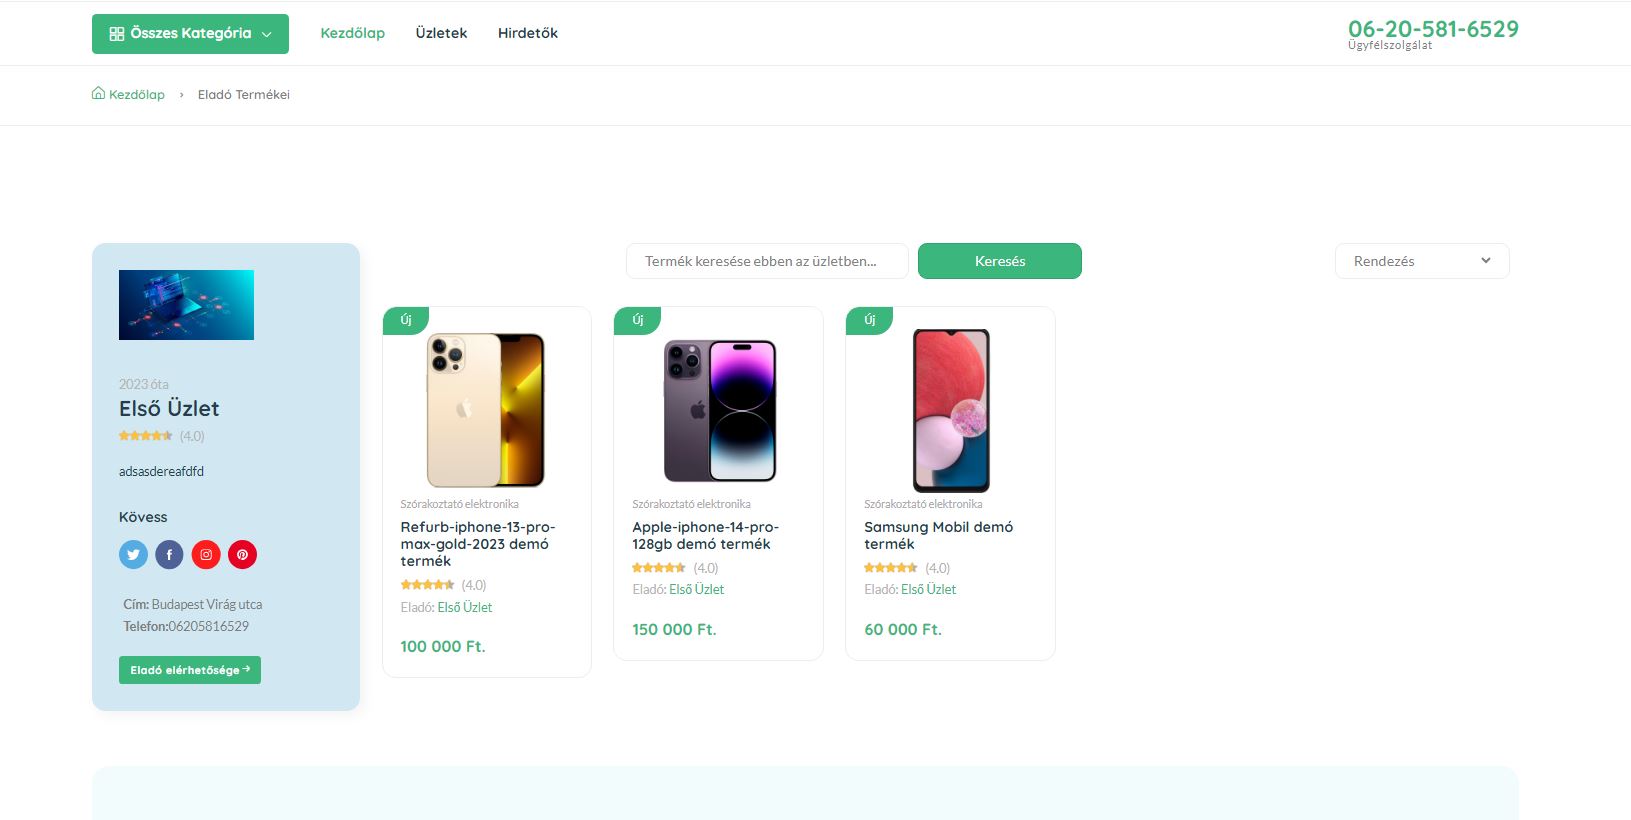 Összes Kategória
Kezdőlap
Üzletek
Hirdetők
06-20-581-6529
Ügyfélszolgálat
Kezdőlap › Eladó Termékei
Termék keresése ebben az üzletben...
Keresés
Rendezés
2023 óta
Első Üzlet
(4.0)
adsasdereafdfd
Kövess
Cím: Budapest Virág utca
Telefon:06205816529
Eladó elérhetősége
Új
Szórakoztató elektronika
Refurb-iphone-13-pro-
max-gold-2023 demó
termék
(4.0)
Eladó: Első Üzlet
100 000 Ft.
Új
Szórakoztató elektronika
Apple-iphone-14-pro-
128gb demó termék
(4.0)
Eladó: Első Üzlet
150 000 Ft.
Új
Szórakoztató elektronika
Samsung Mobil demó
termék
(4.0)
Eladó: Első Üzlet
60 000 Ft.